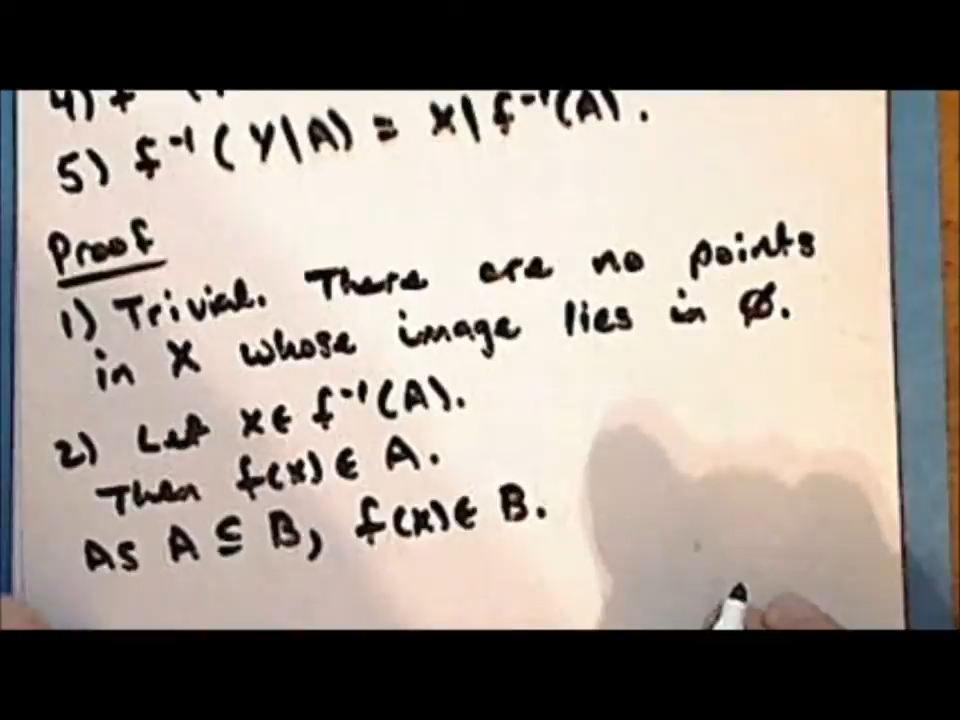 4) f
5) f⁻¹(Y\A) = X\f⁻¹(A).
Proof
1) Trivial. There are no points
in X whose image lies in ∅.
2) Let x∈ f⁻¹(A).
Then f(x)∈ A.
As A ⊆ B, f(x)∈ B.